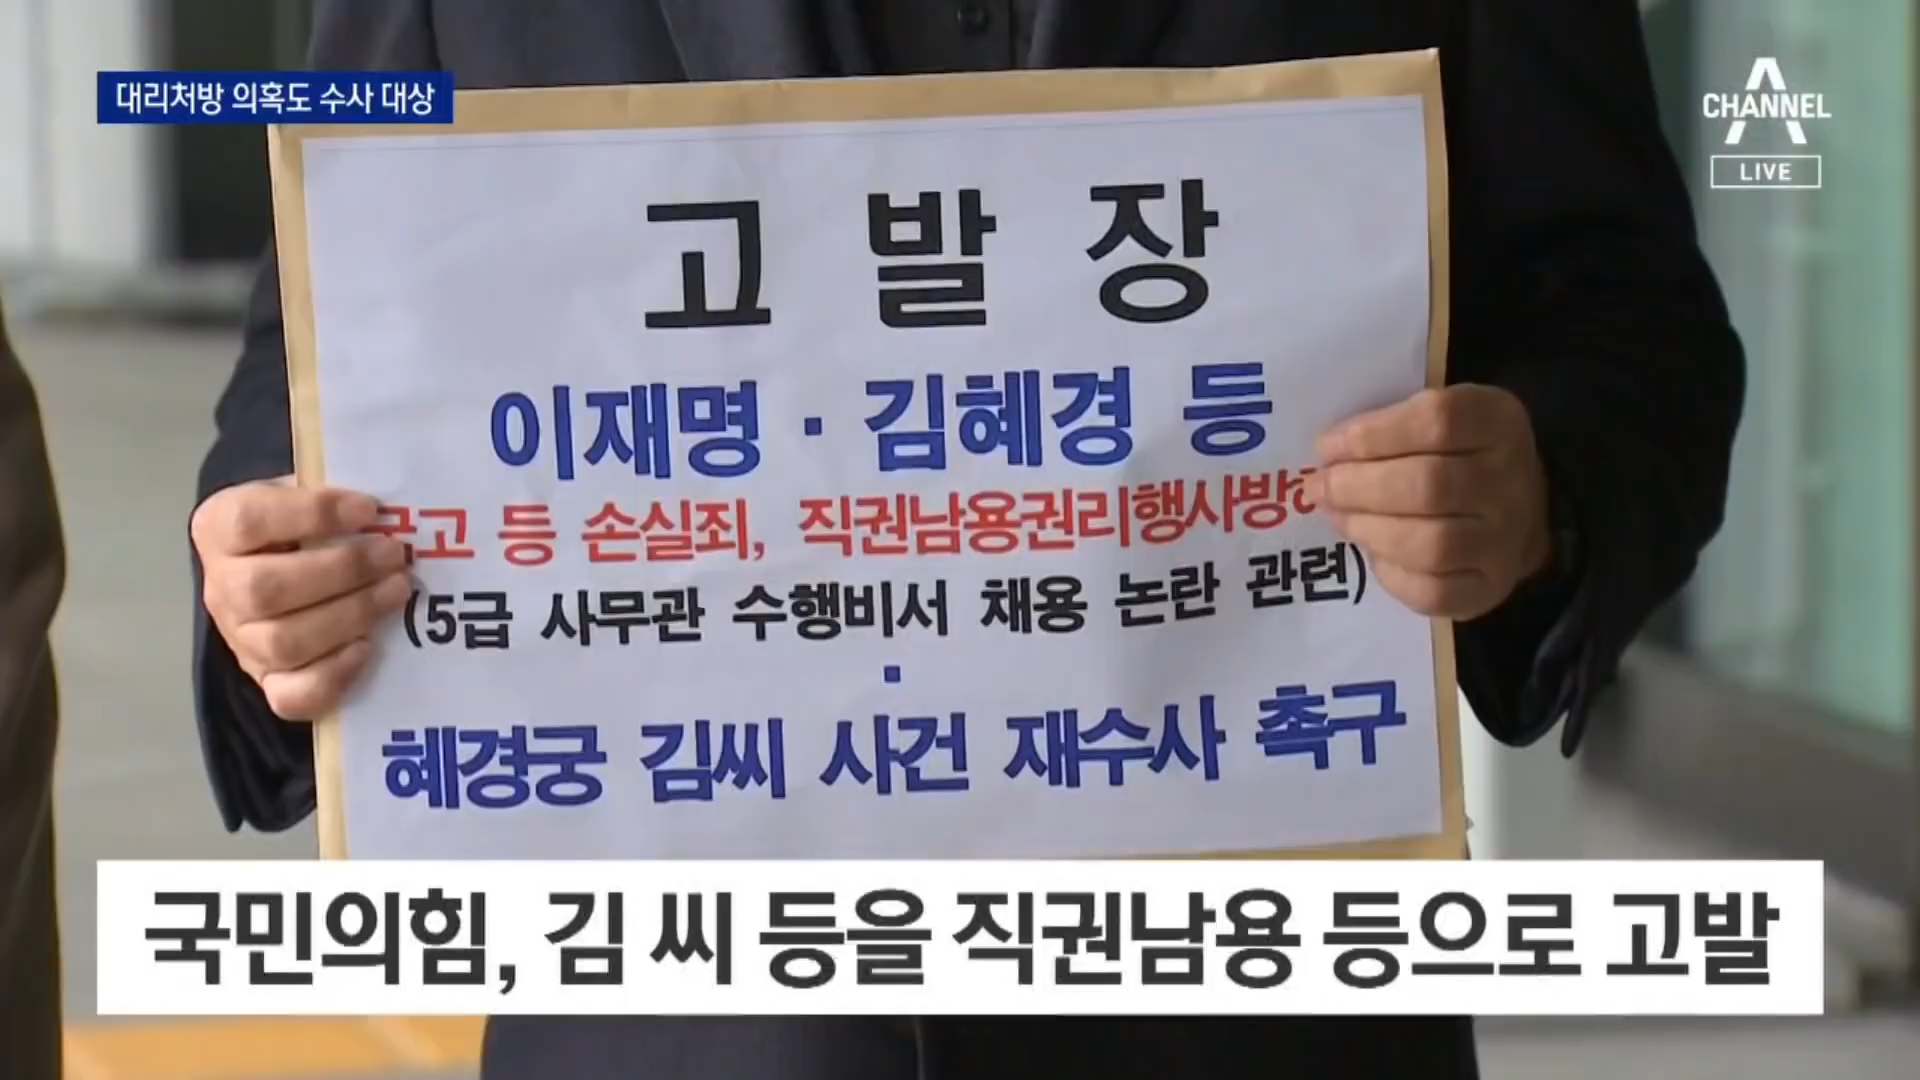 대리처방 의혹도 수사 대상
CHANNEL A
LIVE
고발장
이재명 · 김혜경 등
국고 등 손실죄, 직권남용권리행사방
(5급 사무관 수행비서 채용 논란 관련)
·
혜경궁 김씨 사건 재수사 촉구
국민의힘, 김 씨 등을 직권남용 등으로 고발